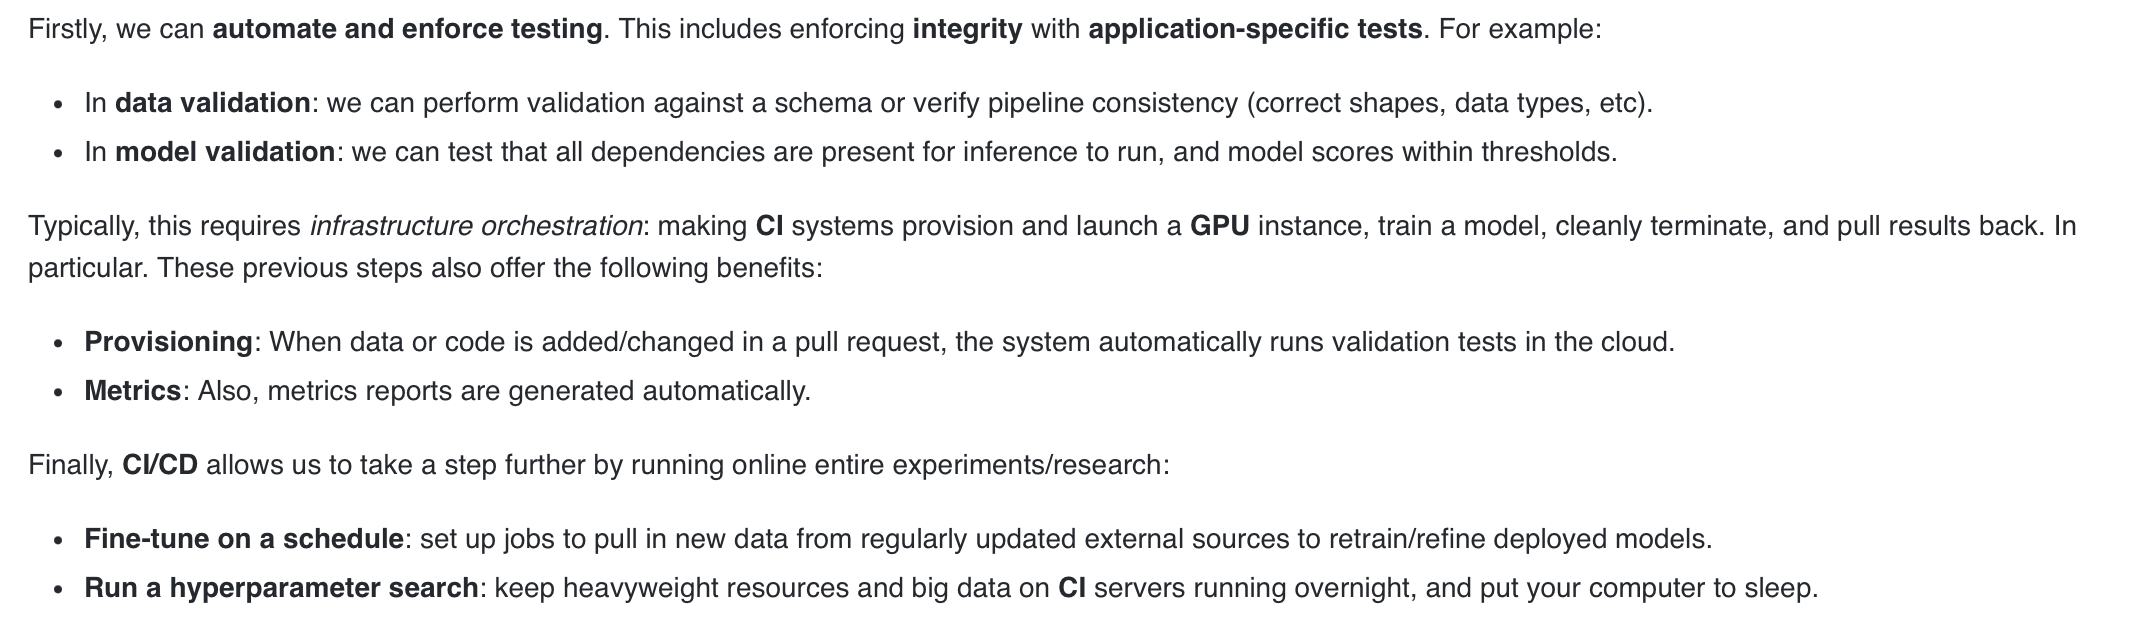 Firstly, we can automate and enforce testing. This includes enforcing integrity with application-specific tests. For example:
• In data validation: we can perform validation against a schema or verify pipeline consistency (correct shapes, data types, etc).
• In model validation: we can test that all dependencies are present for inference to run, and model scores within thresholds.
Typically, this requires infrastructure orchestration: making CI systems provision and launch a GPU instance, train a model, cleanly terminate, and pull results back. In
particular. These previous steps also offer the following benefits:
• Provisioning: When data or code is added/changed in a pull request, the system automatically runs validation tests in the cloud.
• Metrics: Also, metrics reports are generated automatically.
Finally, CI/CD allows us to take a step further by running online entire experiments/research:
• Fine-tune on a schedule: set up jobs to pull in new data from regularly updated external sources to retrain/refine deployed models.
• Run a hyperparameter search: keep heavyweight resources and big data on CI servers running overnight, and put your computer to sleep.